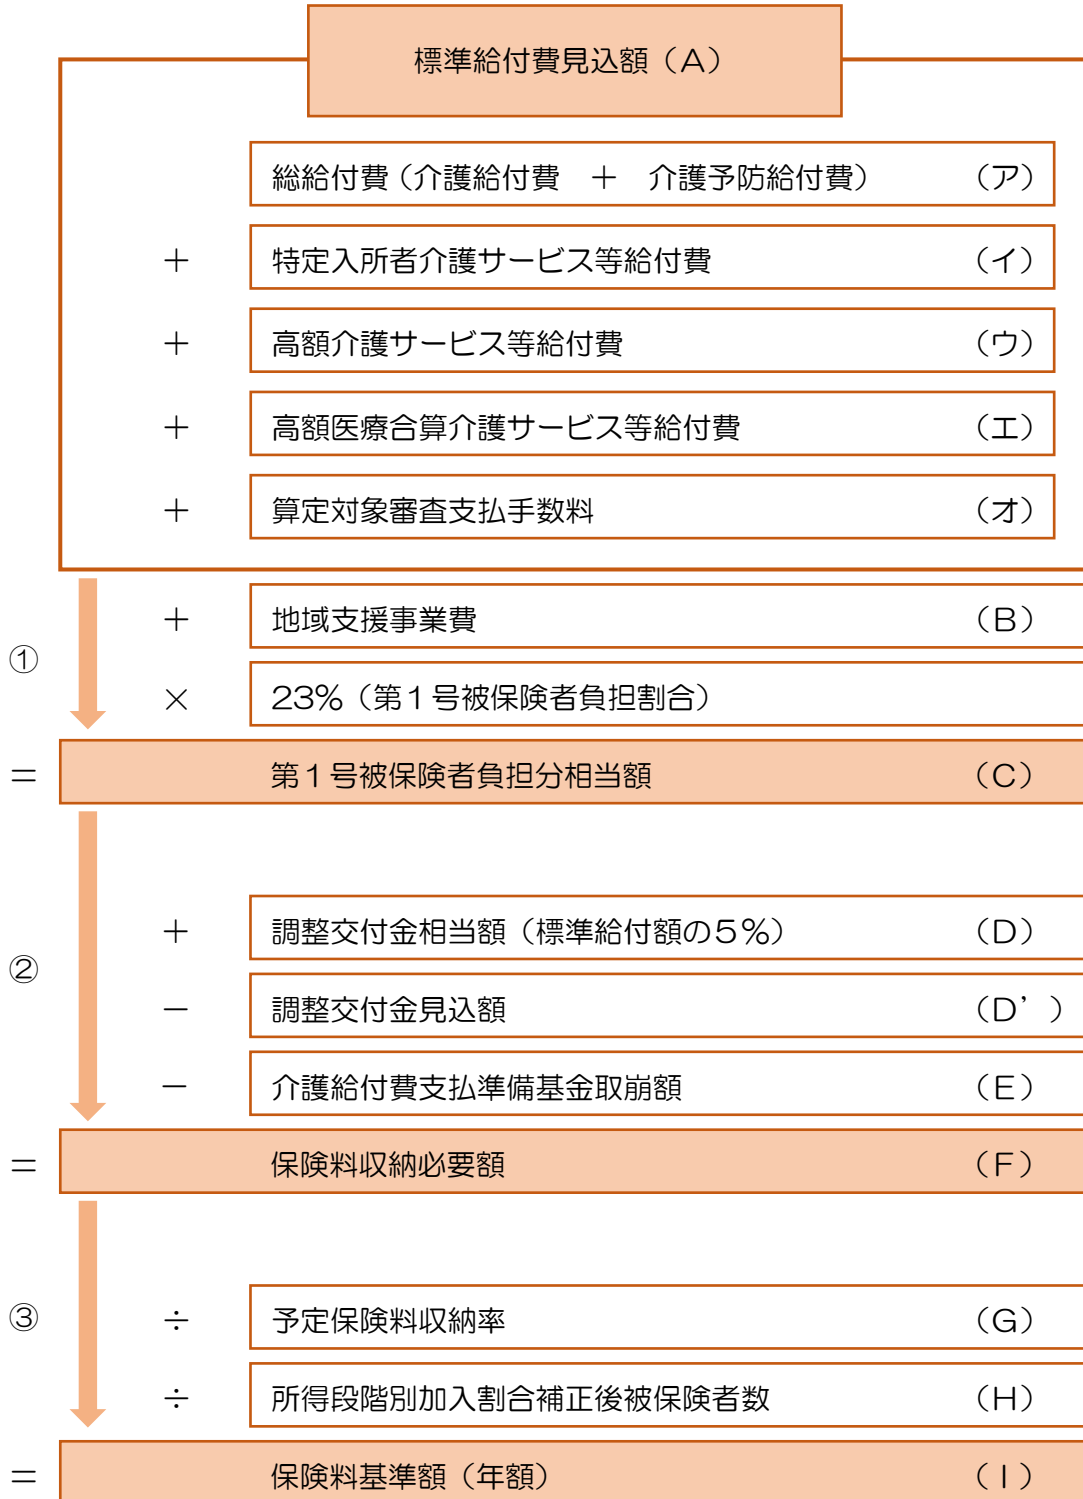 標準給付費見込額（A）
総給付費（介護給付費　＋　介護予防給付費）　（ア）
＋　特定入所者介護サービス等給付費　（イ）
＋　高額介護サービス等給付費　（ウ）
＋　高額医療合算介護サービス等給付費　（エ）
＋　算定対象審査支払手数料　（オ）
＋　地域支援事業費　（B）
①
×　23%（第１号被保険者負担割合）
＝　第１号被保険者負担分相当額　（C）
＋　調整交付金相当額（標準給付額の５%）　（D）
②
－　調整交付金見込額　（D’）
－　介護給付費支払準備基金取崩額　（E）
＝　保険料収納必要額　（F）
③　÷　予定保険料収納率　（G）
÷　所得段階別加入割合補正後被保険者数　（H）
＝　保険料基準額（年額）　（I）